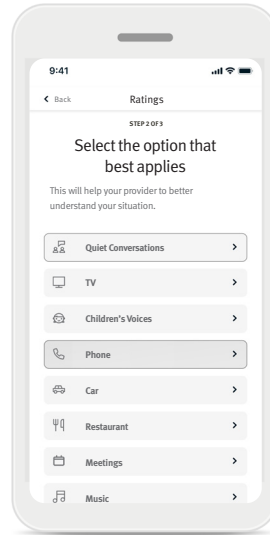 9:41
Back Ratings
STEP 2 OF 3
Select the option that
best applies
This will help your provider to better
understand your situation.
Quiet Conversations
TV
Children's Voices
Phone
Car
Restaurant
Meetings
Music